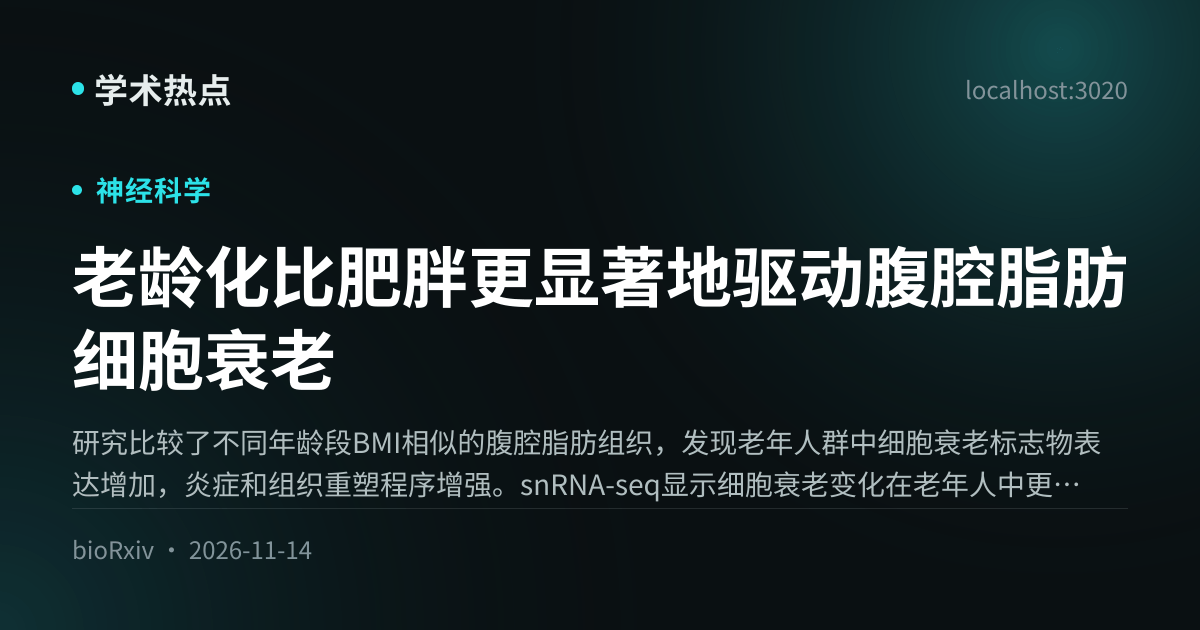 学术热点
localhost:3020
神经科学
老龄化比肥胖更显著地驱动腹腔脂肪
细胞衰老
研究比较了不同年龄段BMI相似的腹腔脂肪组织，发现老年人群中细胞衰老标志物表
达增加，炎症和组织重塑程序增强。snRNA-seq显示细胞衰老变化在老年人中更…
bioRxiv • 2026-11-14